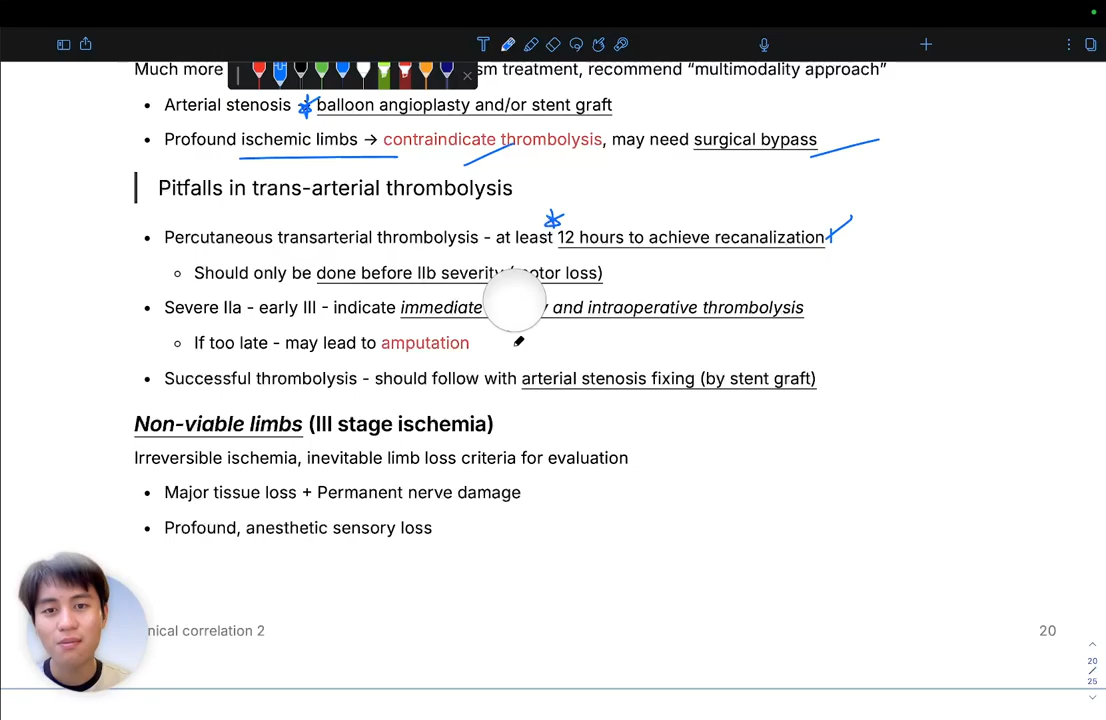 Much more sm treatment, recommend “multimodality approach”
• Arterial stenosis balloon angioplasty and/or stent graft
• Profound ischemic limbs → contraindicate thrombolysis, may need surgical bypass
Pitfalls in trans-arterial thrombolysis
• Percutaneous transarterial thrombolysis - at least 12 hours to achieve recanalization
◦ Should only be done before IIb severity loss)
• Severe IIa - early III - indicate immediate and intraoperative thrombolysis
◦ If too late - may lead to amputation
• Successful thrombolysis - should follow with arterial stenosis fixing (by stent graft)
Non-viable limbs (III stage ischemia)
Irreversible ischemia, inevitable limb loss criteria for evaluation
• Major tissue loss + Permanent nerve damage
• Profound, anesthetic sensory loss
nical correlation 2
20
20
25